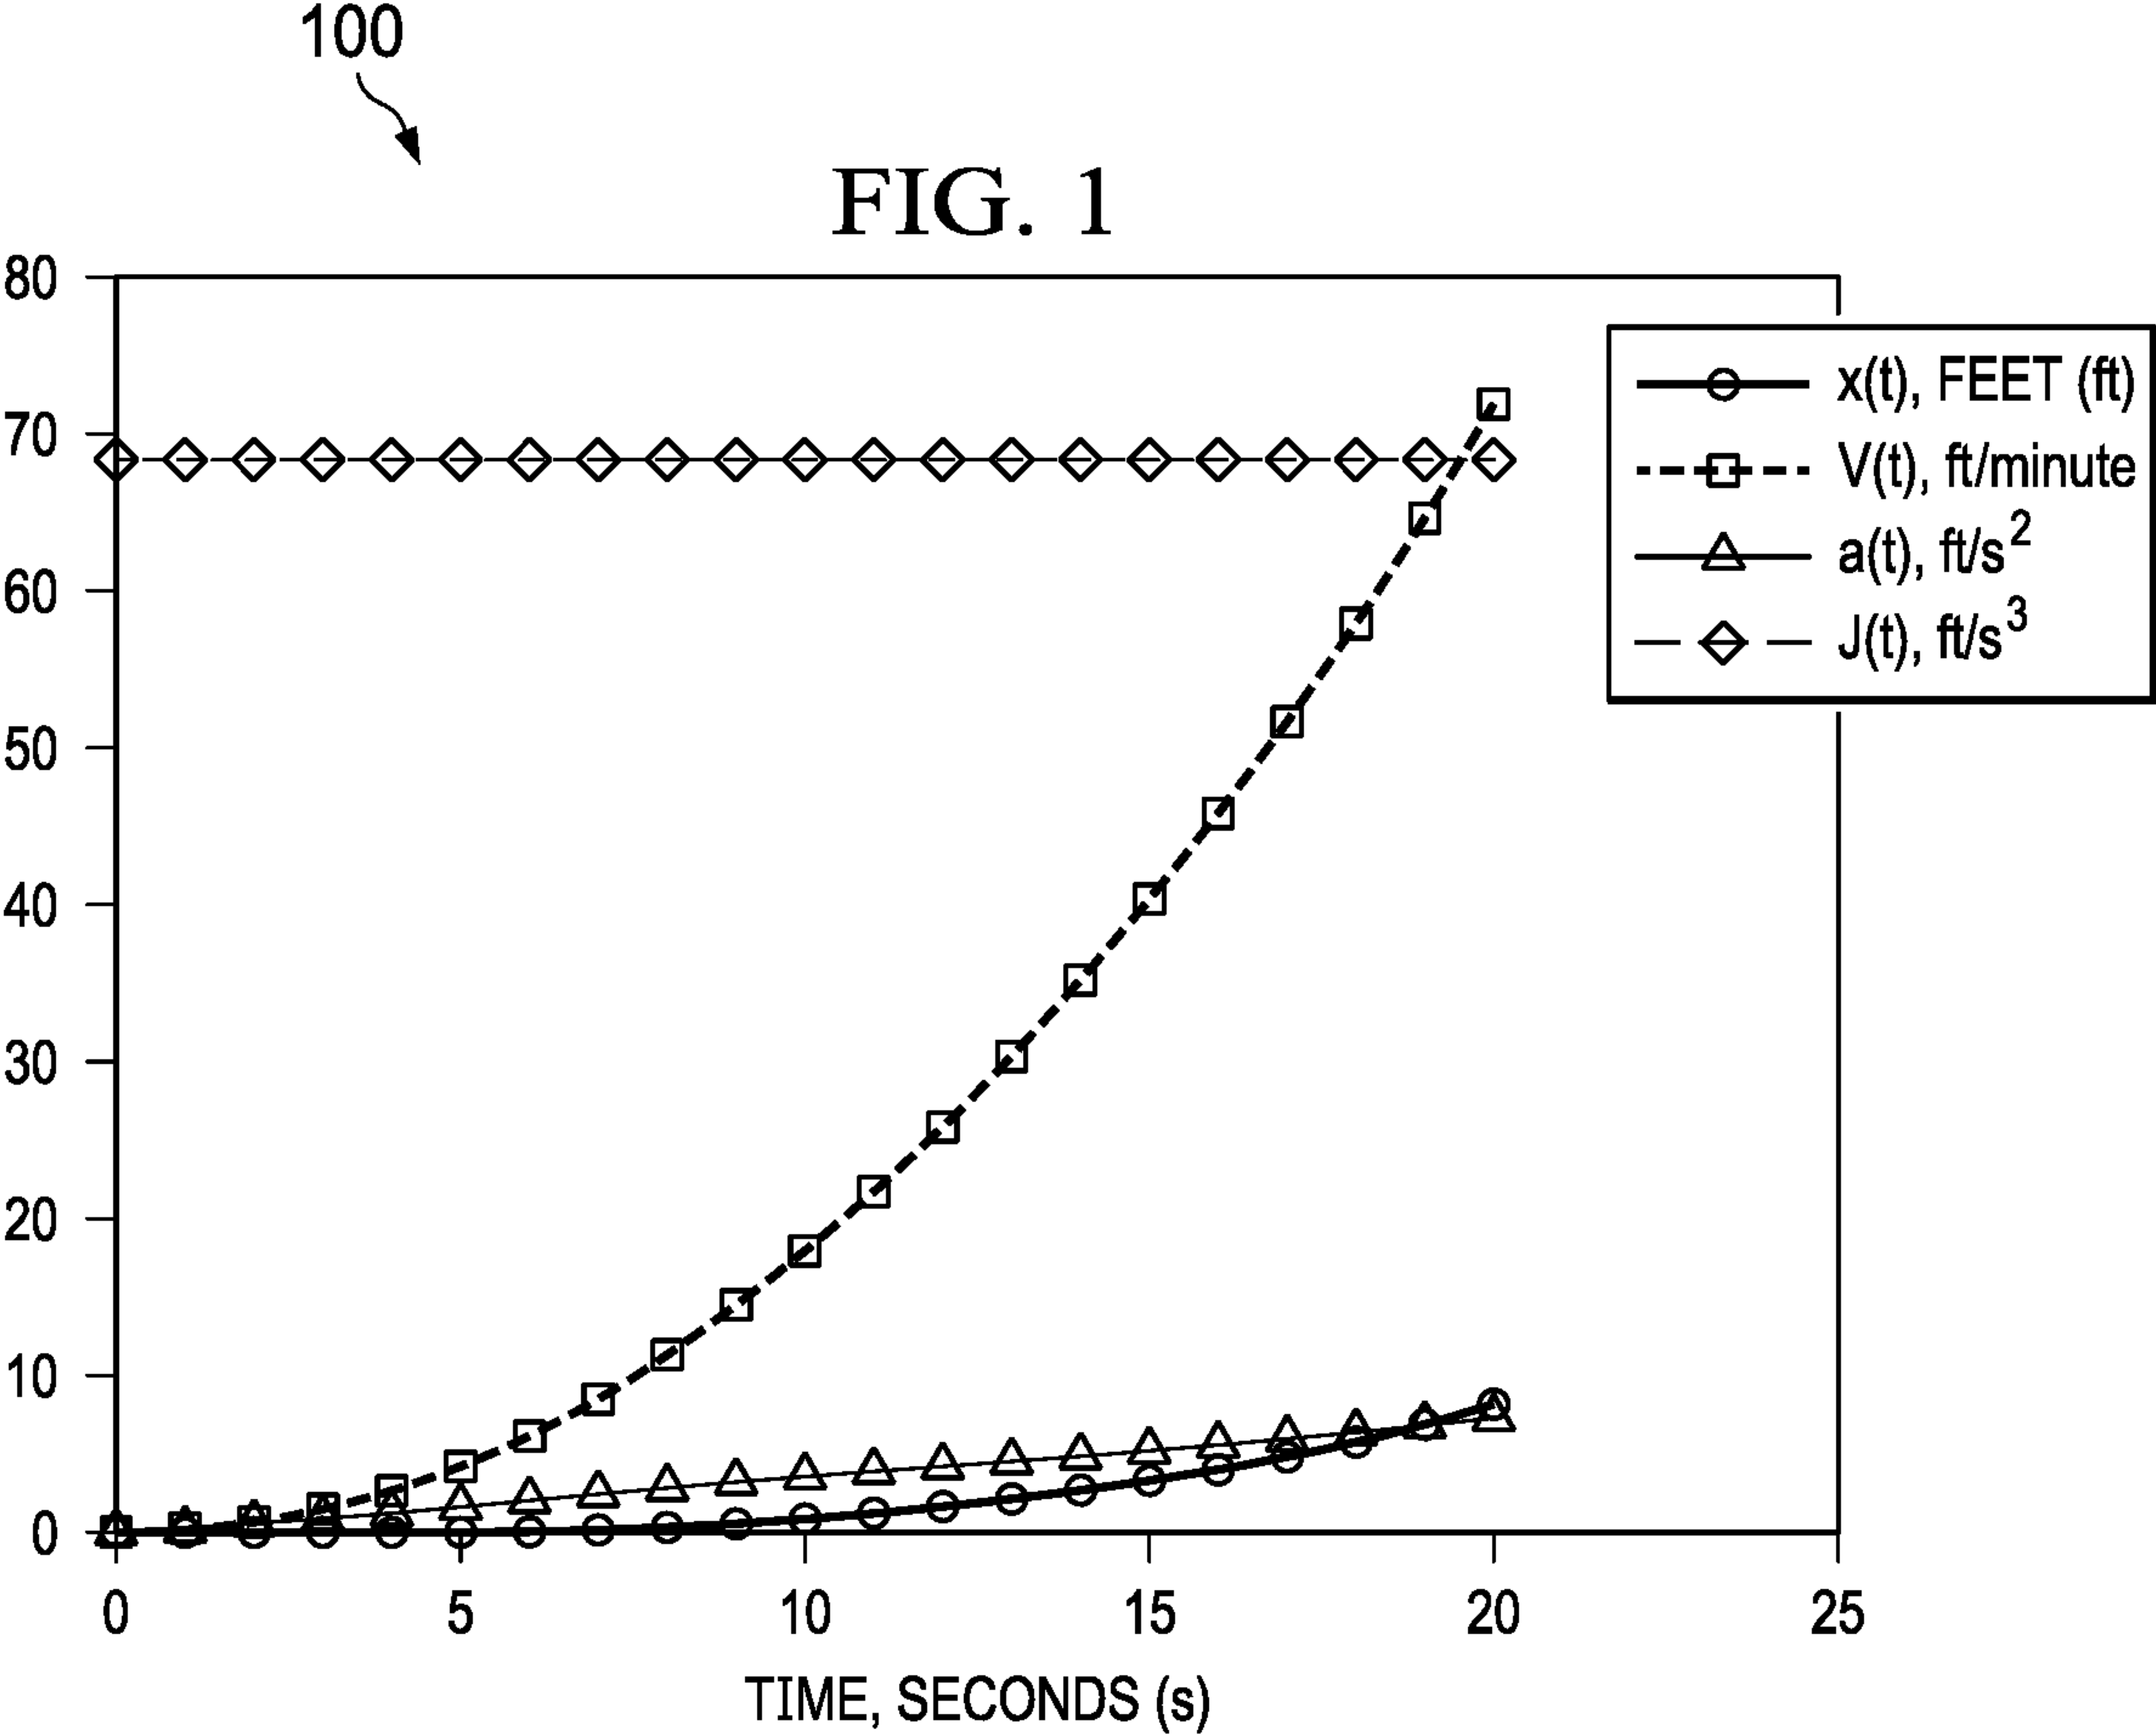 100
FIG. 1
80
70
60
50
40
30
20
10
0
x(t), FEET (ft)
V(t), ft/minute
a(t), ft/s²
J(t), ft/s³
0 5 10 15 20 25
TIME, SECONDS (s)